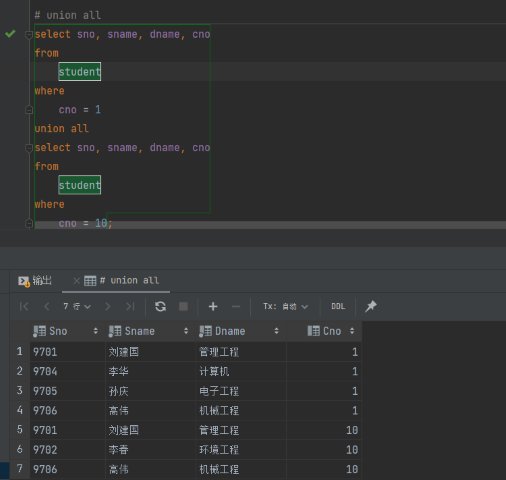 # union all
select sno, sname, dname, cno
from
student
where
cno = 1
union all
select sno, sname, dname, cno
from
student
where
cno = 10;
输出 # union all
7 行 Tx: 自动 DDL
Sno Sname Dname Cno
1 9701 刘建国 管理工程 1
2 9704 李华 计算机 1
3 9705 孙庆 电子工程 1
4 9706 高伟 机械工程 1
5 9701 刘建国 管理工程 10
6 9702 李春 环境工程 10
7 9706 高伟 机械工程 10